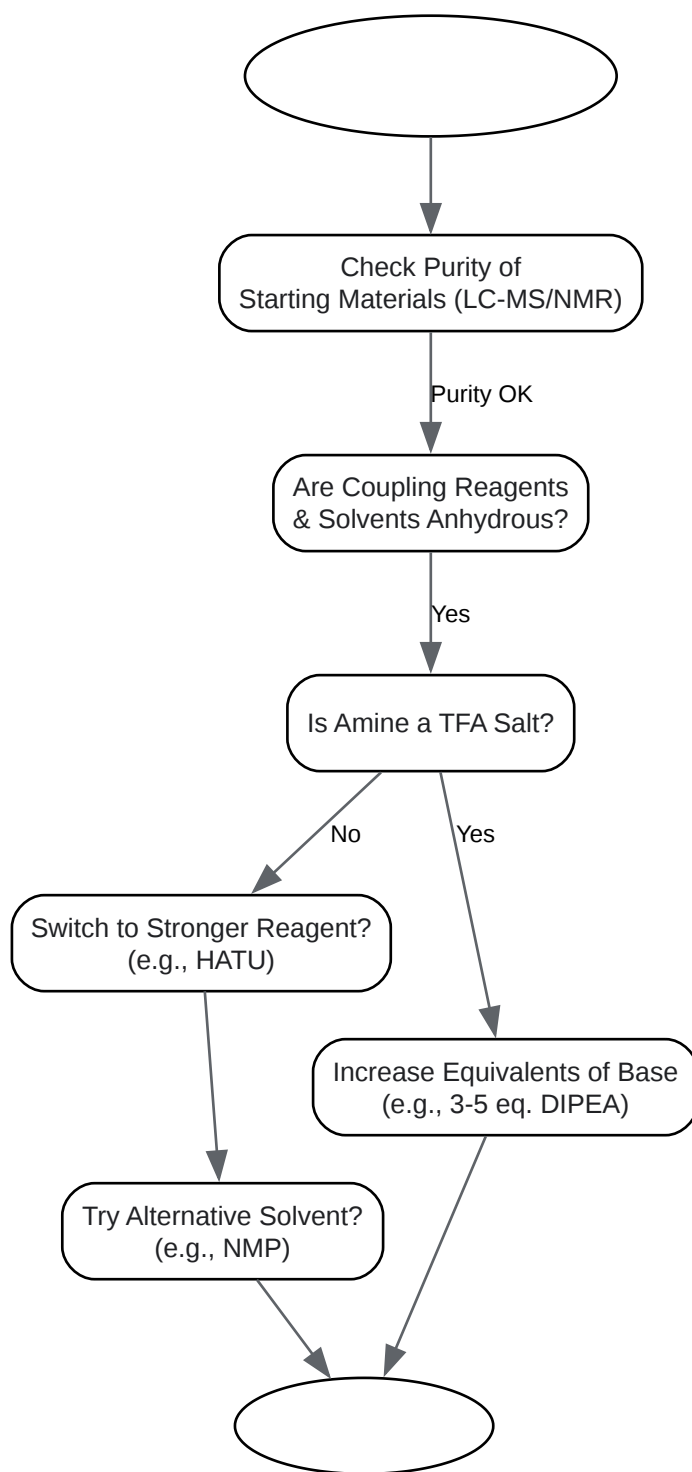 Check Purity of
Starting Materials (LC-MS/NMR)
Purity OK
Are Coupling Reagents
& Solvents Anhydrous?
Yes
Is Amine a TFA Salt?
No
Yes
Switch to Stronger Reagent?
(e.g., HATU)
Increase Equivalents of Base
(e.g., 3-5 eq. DIPEA)
Try Alternative Solvent?
(e.g., NMP)